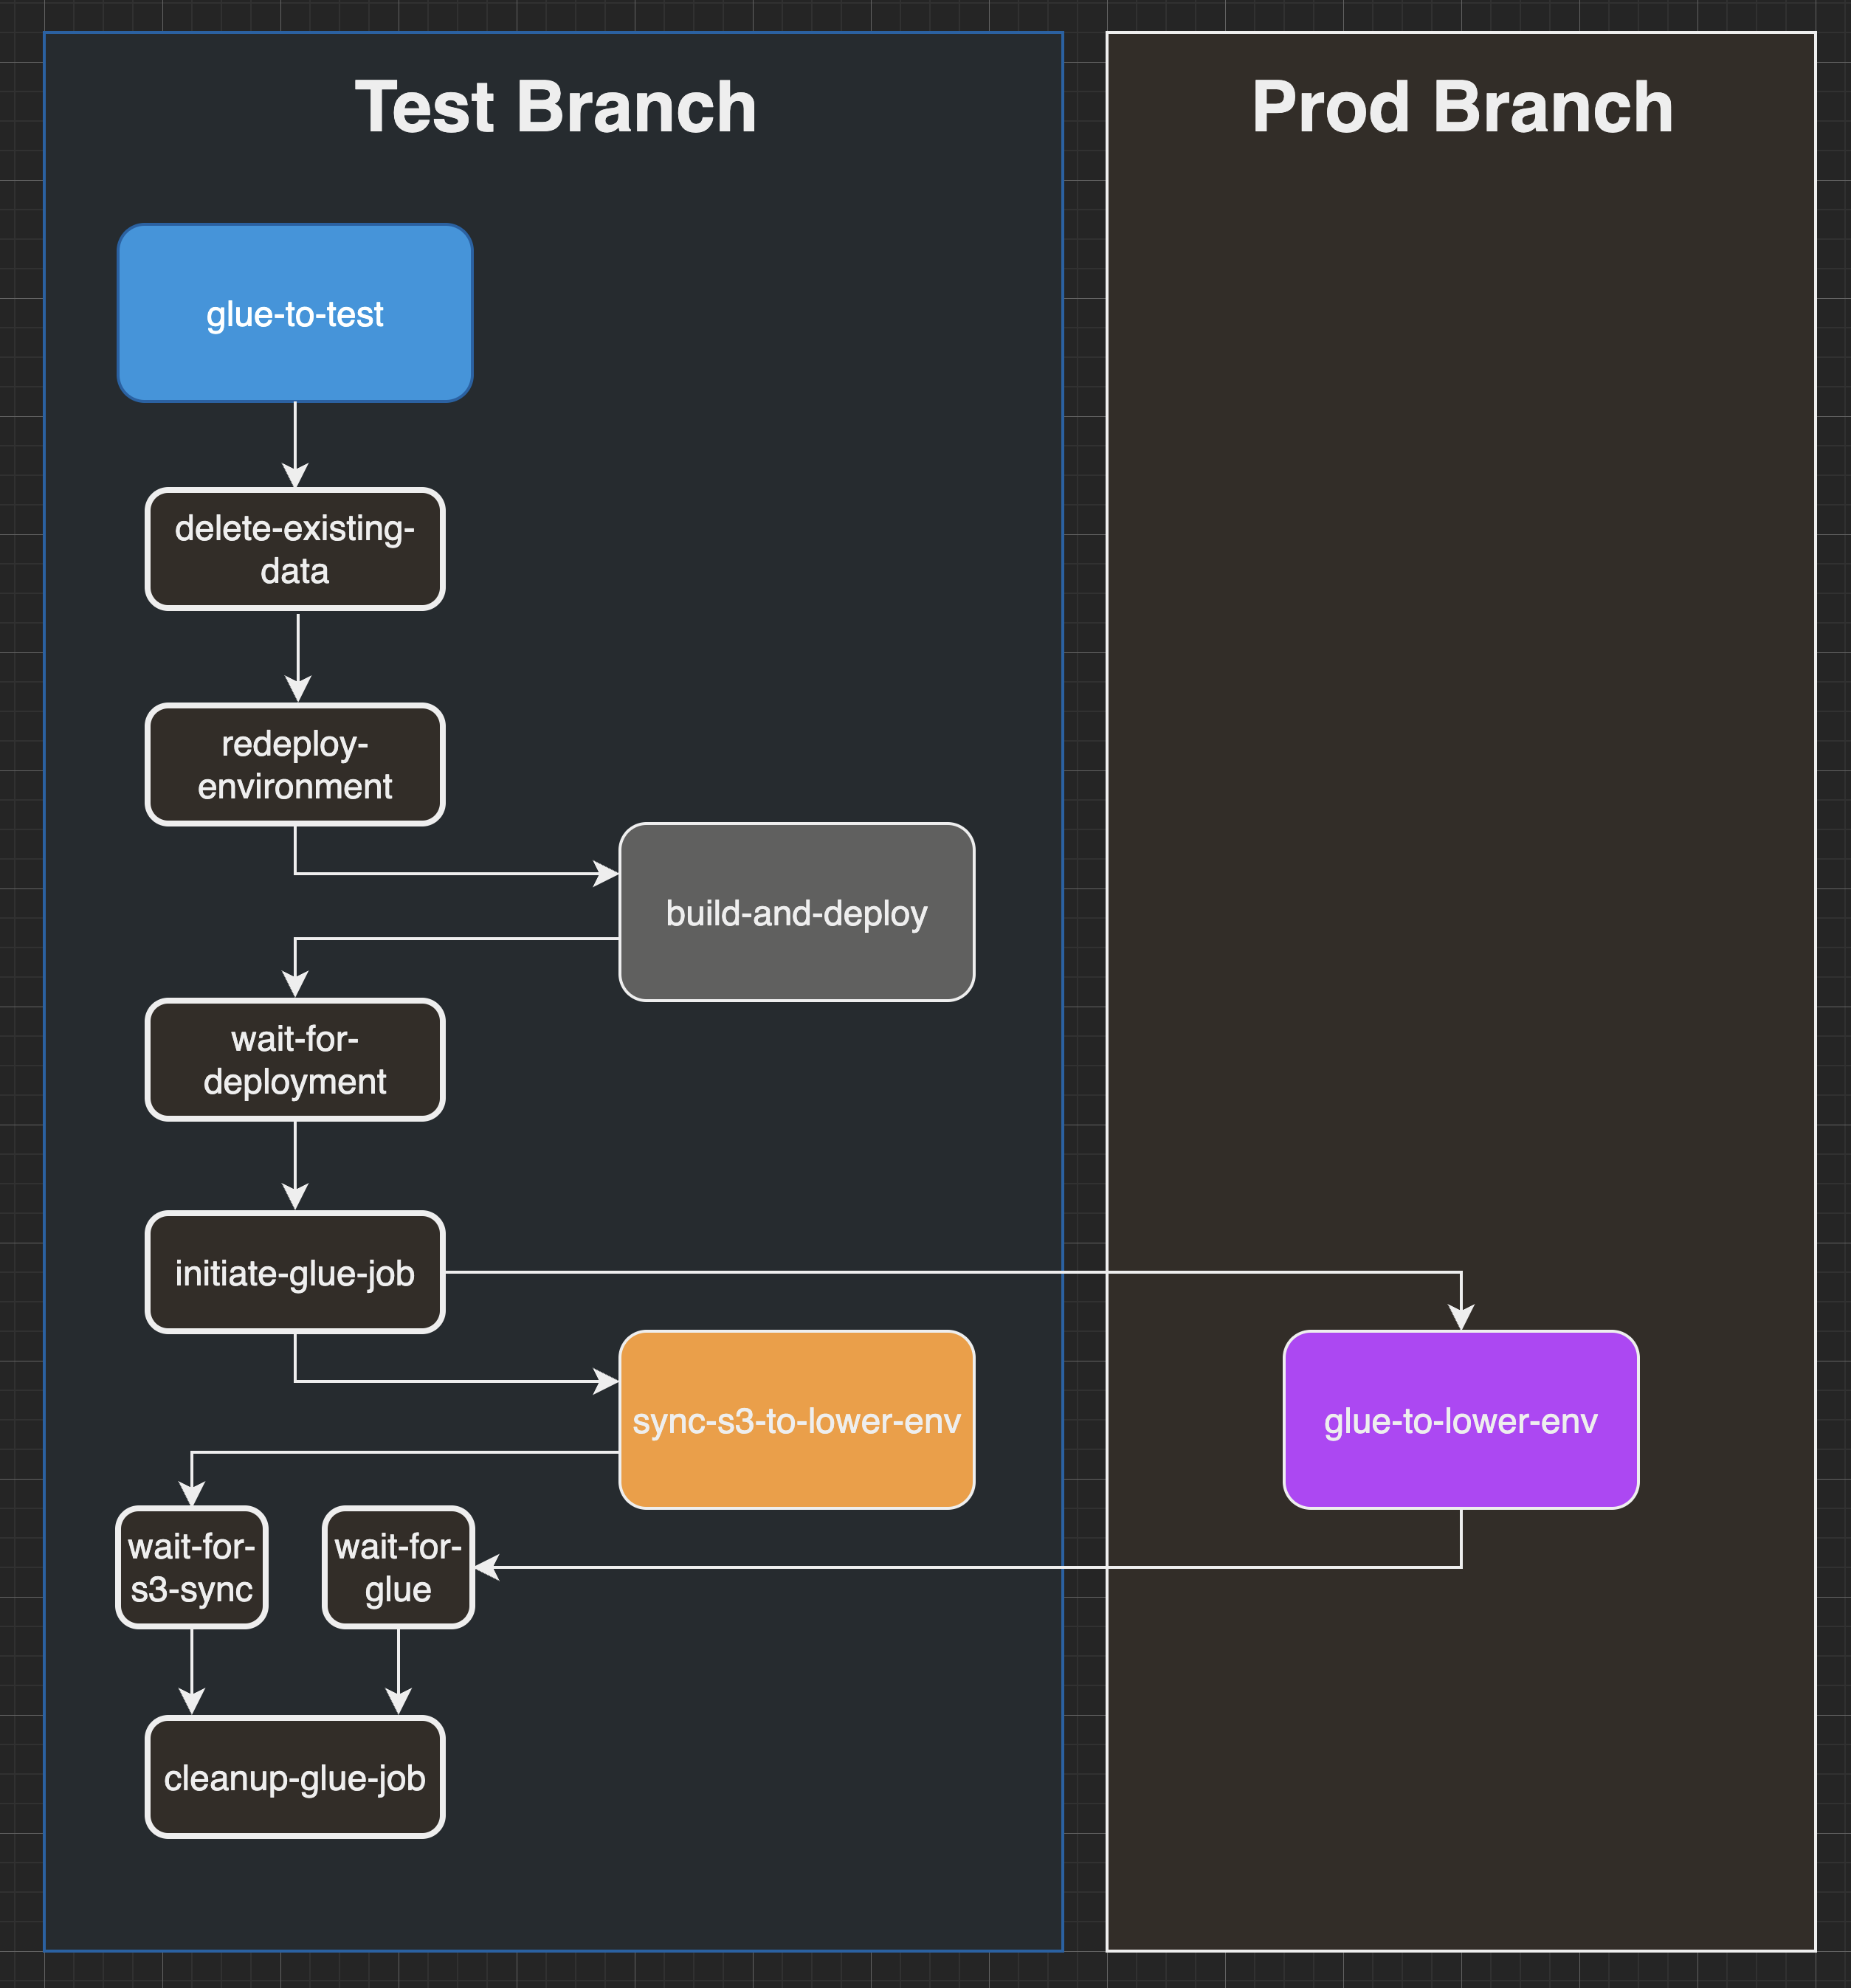 Test Branch
Prod Branch
glue-to-test
delete-existing-
data
redeploy-
environment
build-and-deploy
wait-for-
deployment
initiate-glue-job
sync-s3-to-lower-env
glue-to-lower-env
wait-for-
s3-sync
wait-for-
glue
cleanup-glue-job